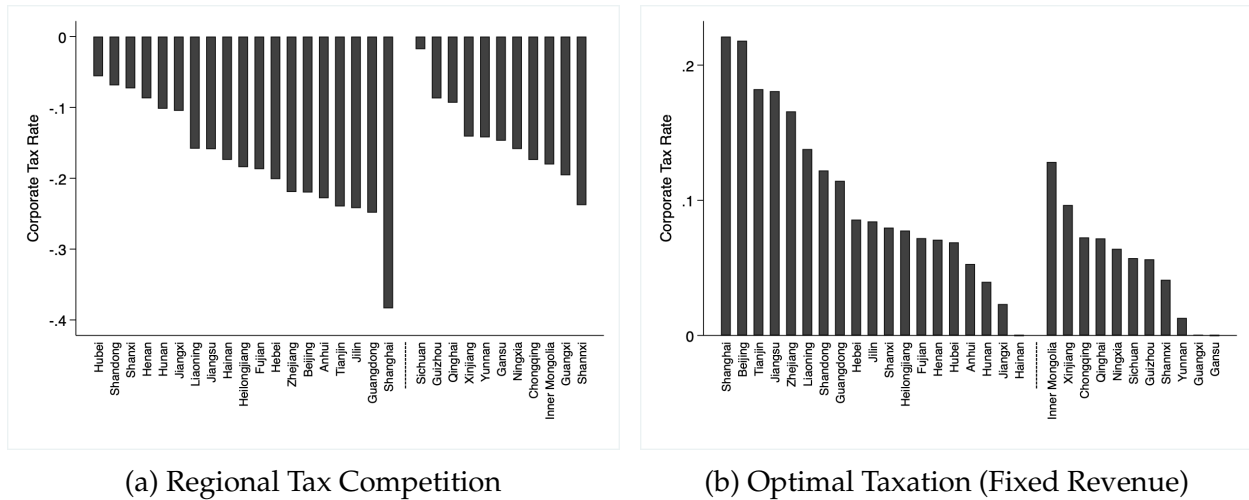 Corporate Tax Rate
0
-.1
-.2
-.3
-.4
Hubei
Shandong
Shanxi
Henan
Hunan
Jiangxi
Liaoning
Jiangsu
Hainan
Heilongjiang
Fujian
Hebei
Zhejiang
Beijing
Anhui
Tianjin
Jilin
Guangdong
Shanghai
------------
Sichuan
Guizhou
Qinghai
Xinjiang
Yunnan
Gansu
Ningxia
Chongqing
Inner Mongolia
Guangxi
Shannxi
(a) Regional Tax Competition
Corporate Tax Rate
.2
.1
0
Shanghai
Beijing
Tianjin
Jiangsu
Zhejiang
Liaoning
Shandong
Guangdong
Hebei
Jilin
Shanxi
Heilongjiang
Fujian
Henan
Hubei
Anhui
Hunan
Jiangxi
Hainan
------------
Inner Mongolia
Xinjiang
Chongqing
Qinghai
Ningxia
Sichuan
Guizhou
Shannxi
Yunnan
Guangxi
Gansu
(b) Optimal Taxation (Fixed Revenue)